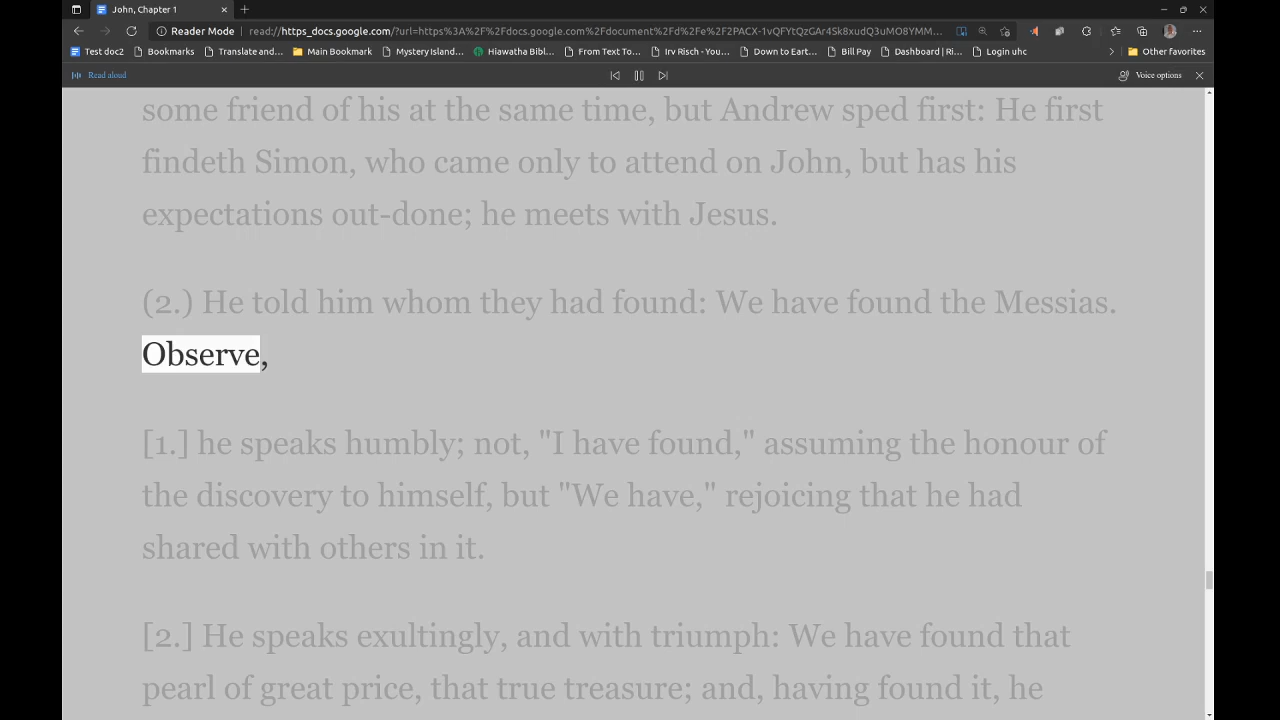 John, Chapter 1
Reader Mode
read://https_docs.google.com/?url=https%3A%2F%2Fdocs.google.com%2Fdocument%2Fd%2Fe%2F2PACX-1vQFYtQzGAr4Sk8xudQ3uMO8YMM...
Test doc2
Bookmarks
Translate and...
Main Bookmark
Mystery Island...
Hiawatha Bibl...
From Text To...
Irv Risch - You...
Down to Eart...
Bill Pay
Dashboard | Ri...
Login uhc
Other favorites
Read aloud
Voice options
some friend of his at the same time, but Andrew sped first: He first
findeth Simon, who came only to attend on John, but has his
expectations out-done; he meets with Jesus.
(2.) He told him whom they had found: We have found the Messias.
Observe,
[1.] he speaks humbly; not, "I have found," assuming the honour of
the discovery to himself, but "We have," rejoicing that he had
shared with others in it.
[2.] He speaks exultingly, and with triumph: We have found that
pearl of great price, that true treasure; and, having found it, he